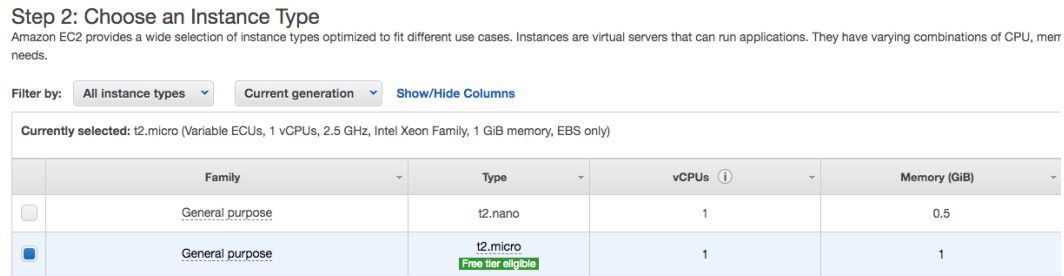 Step 2: Choose an Instance Type
Amazon EC2 provides a wide selection of instance types optimized to fit different use cases. Instances are virtual servers that can run applications. They have varying combinations of CPU, mem
needs.
Filter by: All instance types Current generation Show/Hide Columns
Currently selected: t2.micro (Variable ECUs, 1 vCPUs, 2.5 GHz, Intel Xeon Family, 1 GiB memory, EBS only)
Family Type vCPUs i Memory (GiB)
General purpose t2.nano 1 0.5
General purpose t2.micro 1 1
Free tier eligible